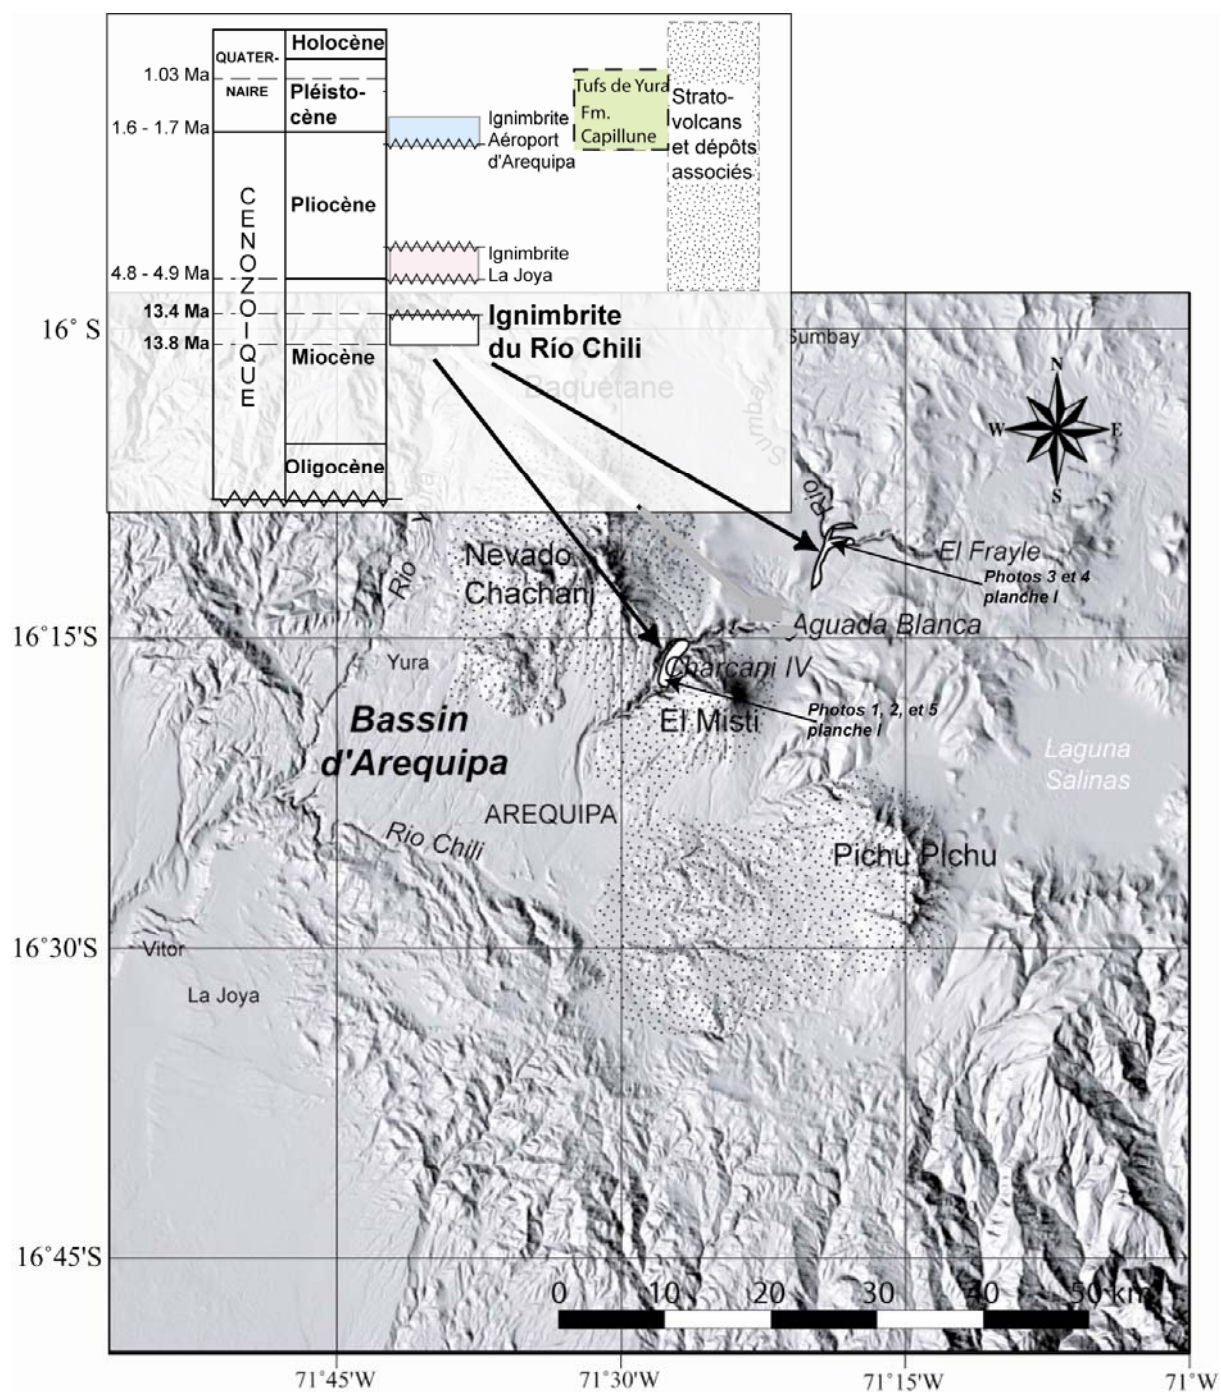 Holocène
QUATER-
1.03 Ma
NAIRE
Pléisto-
cène
1.6 - 1.7 Ma
Ignimbrite
Aéroport
d'Arequipa
Tufs de Yura
Fm.
Capillune
Strato-
volcans
et dépôts
associés
CENOZOIQUE
Pliocène
Ignimbrite
La Joya
4.8 - 4.9 Ma
13.4 Ma
13.8 Ma
Miocène
Ignimbrite
du Río Chili
Oligocène
16° S
Sumbay
Baquetane
Sumbay
N
W
E
S
Río
El Frayle
Photos 3 et 4
planche I
Nevado
Chachani
Rio
Yura
Aguada Blanca
16°15'S
Yura
Charcani IV
Photos 1, 2, et 5
planche I
El Misti
Bassin
d'Arequipa
Laguna
Salinas
AREQUIPA
Rio Chili
Pichu Pichu
16°30'S
Vitor
La Joya
16°45'S
0 10 20 30 40 50 km
71°45'W 71°30'W 71°15'W 71°W